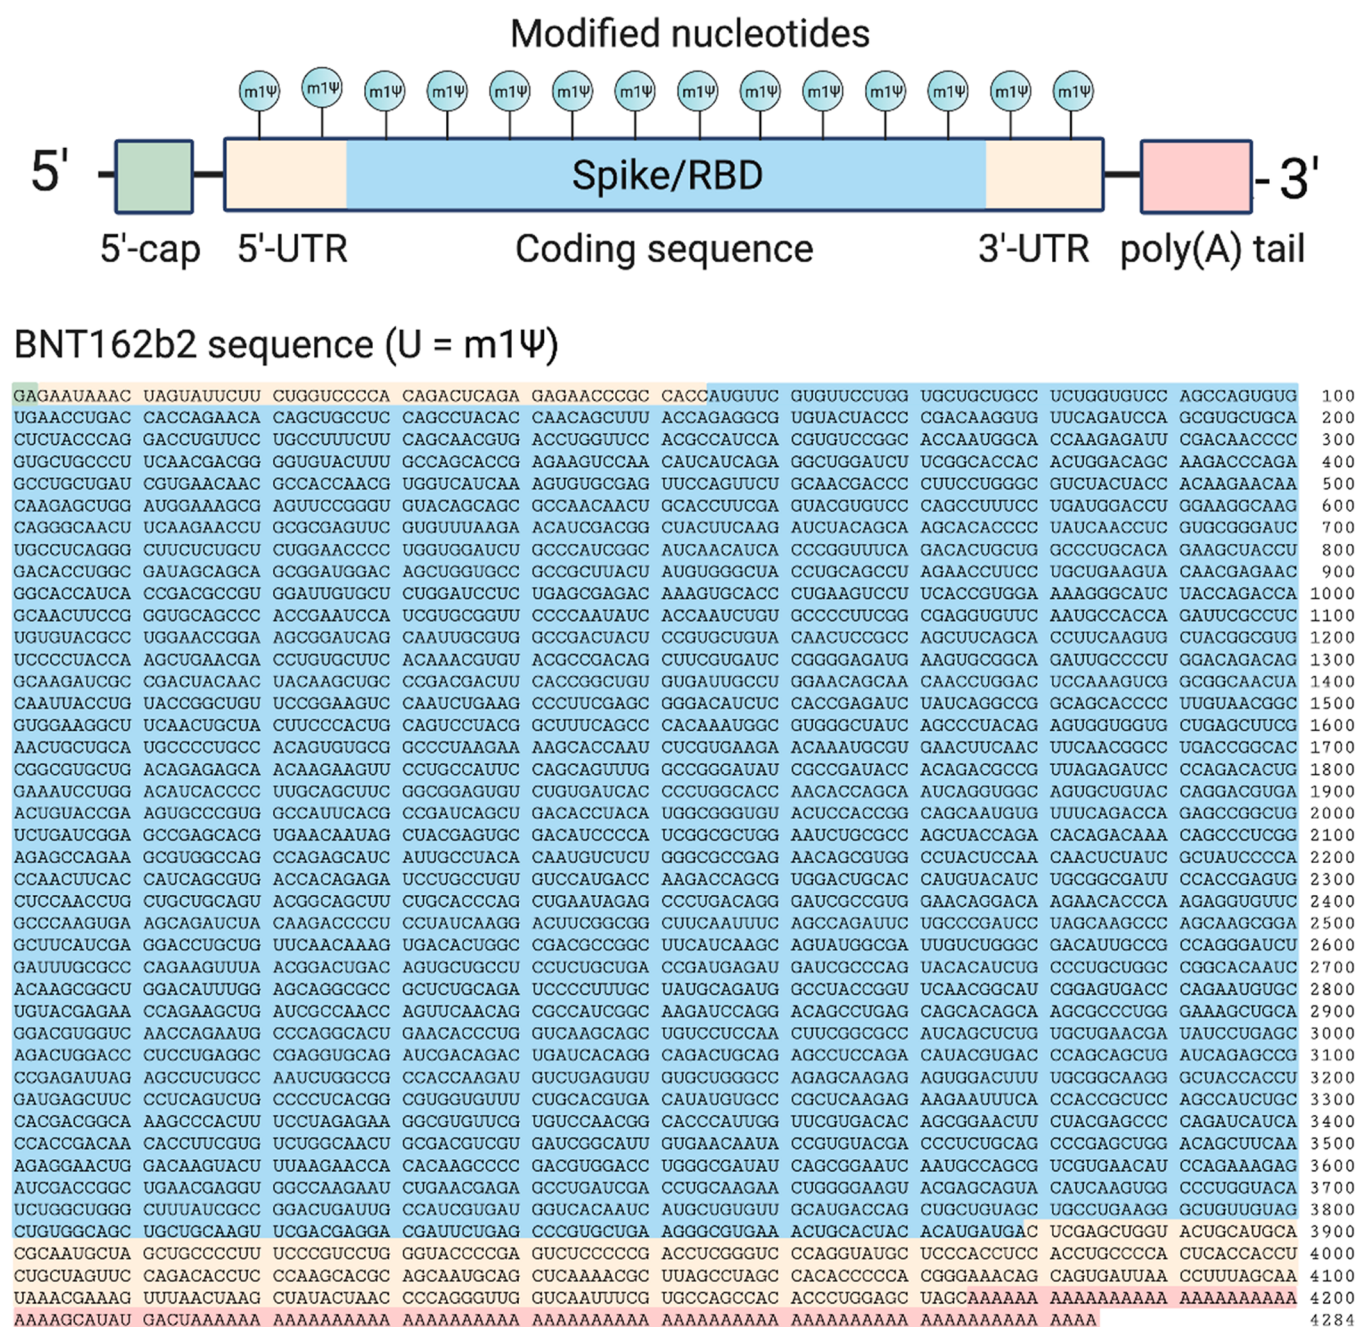 Modified nucleotides
m1Ψ m1Ψ m1Ψ m1Ψ m1Ψ m1Ψ m1Ψ m1Ψ m1Ψ m1Ψ m1Ψ m1Ψ m1Ψ m1Ψ
5' Spike/RBD - 3'
5'-cap 5'-UTR Coding sequence 3'-UTR poly(A) tail
BNT162b2 sequence (U = m1Ψ)
GAGAAUAAAC UAGUAUUCUU CUGGUCCCCA CAGACUCAGA GAGAACCCGC CACCAUGUUC GUGUUCCUGG UGCUGCUGCC UCUGGUGUCC AGCCAGUGUG 100
UGAACCUGAC CACCAGAACA CAGCUGCCUC CAGCCUACAC CAACAGCUUU ACCAGAGGCG UGUACUACCC CGACAAGGUG UUCAGAUCCA GCGUGCUGCA 200
CUCUACCCAG GACCUGUUCC UGCCUUUCUU CAGCAACGUG ACCUGGUUCC ACGCCAUCCA CGUGUCCGGC ACCAAUGGCA CCAAGAGAUU CGACAACCCC 300
GUGCUGCCCU UCAACGACGG GGUGUACUUU GCCAGCACCG AGAAGUCCAA CAUCAUCAGA GGCUGGAUCU UCGGCACCAC ACUGGACAGC AAGACCCAGA 400
GCCUGCUGAU CGUGAACAAC GCCACCAACG UGGUCAUCAA AGUGUGCGAG UUCCAGUUCU GCAACGACCC CUUCCUGGGC GUCUACUACC ACAAGAACAA 500
CAAGAGCUGG AUGGAAAGCG AGUUCCGGGU GUACAGCAGC GCCAACAACU GCACCUUCGA GUACGUGUCC CAGCCUUUCC UGAUGGACCU GGAAGGCAAG 600
CAGGGCAACU UCAAGAACCU GCGCGAGUUC GUGUUUAAGA ACAUCGACGG CUACUUCAAG AUCUACAGCA AGCACACCCC UAUCAACCUC GUGCGGGAUC 700
UGCCUCAGGG CUUCUCUGCU CUGGAACCCC UGGUGGAUCU GCCCAUCGGC AUCAACAUCA CCCGGUUUCA GACACUGCUG GCCCUGCACA GAAGCUACCU 800
GACACCUGGC GAUAGCAGCA GCGGAUGGAC AGCUGGUGCC GCCGCUUACU AUGUGGGCUA CCUGCAGCCU AGAACCUUCC UGCUGAAGUA CAACGAGAAC 900
GGCACCAUCA CCGACGCCGU GGAUUGUGCU CUGGAUCCUC UGAGCGAGAC AAAGUGCACC CUGAAGUCCU UCACCGUGGA AAAGGGCAUC UACCAGACCA 1000
GCAACUUCCG GGUGCAGCCC ACCGAAUCCA UCGUGCGGUU CCCCAAUAUC ACCAAUCUGU GCCCCUUCGG CGAGGUGUUC AAUGCCACCA GAUUCGCCUC 1100
UGUGUACGCC UGGAACCGGA AGCGGAUCAG CAAUUGCGUG GCCGACUACU CCGUGCUGUA CAACUCCGCC AGCUUCAGCA CCUUCAAGUG CUACGGCGUG 1200
UCCCCUACCA AGCUGAACGA CCUGUGCUUC ACAAACGUGU ACGCCGACAG CUUCGUGAUC CGGGGAGAUG AAGUGCGGCA GAUUGCCCCU GGACAGACAG 1300
GCAAGAUCGC CGACUACAAC UACAAGCUGC CCGACGACUU CACCGGCUGU GUGAUUGCCU GGAACAGCAA CAACCUGGAC UCCAAAGUCG GCGGCAACUA 1400
CAAUUACCUG UACCGGCUGU UCCGGAAGUC CAAUCUGAAG CCCUUCGAGC GGGACAUCUC CACCGAGAUC UAUCAGGCCG GCAGCACCCC UUGUAACGGC 1500
GUGGAAGGCU UCAACUGCUA CUUCCCACUG CAGUCCUACG GCUUUCAGCC CACAAAUGGC GUGGGCUAUC AGCCCUACAG AGUGGUGGUG CUGAGCUUCG 1600
AACUGCUGCA UGCCCCUGCC ACAGUGUGCG GCCCUAAGAA AAGCACCAAU CUCGUGAAGA ACAAAUGCGU GAACUUCAAC UUCAACGGCC UGACCGGCAC 1700
CGGCGUGCUG ACAGAGAGCA ACAAGAAGUU CCUGCCAUUC CAGCAGUUUG GCCGGGAUAU CGCCGAUACC ACAGACGCCG UUAGAGAUCC CCAGACACUG 1800
GAAAUCCUGG ACAUCACCCC UUGCAGCUUC GGCGGAGUGU CUGUGAUCAC CCCUGGCACC AACACCAGCA AUCAGGUGGC AGUGCUGUAC CAGGACGUGA 1900
ACUGUACCGA AGUGCCCGUG GCCAUUCACG CCGAUCAGCU GACACCUACA UGGCGGGUGU ACUCCACCGG CAGCAAUGUG UUUCAGACCA GAGCCGGCUG 2000
UCUGAUCGGA GCCGAGCACG UGAACAAUAG CUACGAGUGC GACAUCCCCA UCGGCGCUGG AAUCUGCGCC AGCUACCAGA CACAGACAAA CAGCCCUCGG 2100
AGAGCCAGAA GCGUGGCCAG CCAGAGCAUC AUUGCCUACA CAAUGUCUCU GGGCGCCGAG AACAGCGUGG CCUACUCCAA CAACUCUAUC GCUAUCCCCA 2200
CCAACUUCAC CAUCAGCGUG ACCACAGAGA UCCUGCCUGU GUCCAUGACC AAGACCAGCG UGGACUGCAC CAUGUACAUC UGCGGCGAUU CCACCGAGUG 2300
CUCCAACCUG CUGCUGCAGU ACGGCAGCUU CUGCACCCAG CUGAAUAGAG CCCUGACAGG GAUCGCCGUG GAACAGGACA AGAACACCCA AGAGGUGUUC 2400
GCCCAAGUGA AGCAGAUCUA CAAGACCCCU CCUAUCAAGG ACUUCGGCGG CUUCAAUUUC AGCCAGAUUC UGCCCGAUCC UAGCAAGCCC AGCAAGCGGA 2500
GCUUCAUCGA GGACCUGCUG UUCAACAAAG UGACACUGGC CGACGCCGGC UUCAUCAAGC AGUAUGGCGA UUGUCUGGGC GACAUUGCCG CCAGGGAUCU 2600
GAUUUGCGCC CAGAAGUUUA ACGGACUGAC AGUGCUGCCU CCUCUGCUGA CCGAUGAGAU GAUCGCCCAG UACACAUCUG CCCUGCUGGC CGGCACAAUC 2700
ACAAGCGGCU GGACAUUUGG AGCAGGCGCC GCUCUGCAGA UCCCCUUUGC UAUGCAGAUG GCCUACCGGU UCAACGGCAU CGGAGUGACC CAGAAUGUGC 2800
UGUACGAGAA CCAGAAGCUG AUCGCCAACC AGUUCAACAG CGCCAUCGGC AAGAUCCAGG ACAGCCUGAG CAGCACAGCA AGCGCCCUGG GAAAGCUGCA 2900
GGACGUGGUC AACCAGAAUG CCCAGGCACU GAACACCCUG GUCAAGCAGC UGUCCUCCAA CUUCGGCGCC AUCAGCUCUG UGCUGAACGA UAUCCUGAGC 3000
AGACUGGACC CUCCUGAGGC CGAGGUGCAG AUCGACAGAC UGAUCACAGG CAGACUGCAG AGCCUCCAGA CAUACGUGAC CCAGCAGCUG AUCAGAGCCG 3100
CCGAGAUUAG AGCCUCUGCC AAUCUGGCCG CCACCAAGAU GUCUGAGUGU GUGCUGGGCC AGAGCAAGAG AGUGGACUUU UGCGGCAAGG GCUACCACCU 3200
GAUGAGCUUC CCUCAGUCUG CCCCUCACGG CGUGGUGUUU CUGCACGUGA CAUAUGUGCC CGCUCAAGAG AAGAAUUUCA CCACCGCUCC AGCCAUCUGC 3300
CACGACGGCA AAGCCCACUU UCCUAGAGAA GGCGUGUUCG UGUCCAACGG CACCCAUUGG UUCGUGACAC AGCGGAACUU CUACGAGCCC CAGAUCAUCA 3400
CCACCGACAA CACCUUCGUG UCUGGCAACU GCGACGUCGU GAUCGGCAUU GUGAACAAUA CCGUGUACGA CCCUCUGCAG CCCGAGCUGG ACAGCUUCAA 3500
AGAGGAACUG GACAAGUACU UUAAGAACCA CACAAGCCCC GACGUGGACC UGGGCGAUAU CAGCGGAAUC AAUGCCAGCG UCGUGAACAU CCAGAAAGAG 3600
AUCGACCGGC UGAACGAGGU GGCCAAGAAU CUGAACGAGA GCCUGAUCGA CCUGCAAGAA CUGGGGAAGU ACGAGCAGUA CAUCAAGUGG CCCUGGUACA 3700
UCUGGCUGGG CUUUAUCGCC GGACUGAUUG CCAUCGUGAU GGUCACAAUC AUGCUGUGUU GCAUGACCAG CUGCUGUAGC UGCCUGAAGG GCUGUUGUAG 3800
CUGUGGCAGC UGCUGCAAGU UCGACGAGGA CGAUUCUGAG CCCGUGCUGA AGGGCGUGAA ACUGCACUAC ACAUGAUGAC UCGAGCUGGU ACUGCAUGCA 3900
CGCAAUGCUA GCUGCCCCUU UCCCGUCCUG GGUACCCCGA GUCUCCCCCG ACCUCGGGUC CCAGGUAUGC UCCCACCUCC ACCUGCCCCA CUCACCACCU 4000
CUGCUAGUUC CAGACACCUC CCAAGCACGC AGCAAUGCAG CUCAAAACGC UUAGCCUAGC CACACCCCCA CGGGAAACAG CAGUGAUUAA CCUUUAGCAA 4100
UAAACGAAAG UUUAACUAAG CUAUACUAAC CCCAGGGUUG GUCAAUUUCG UGCCAGCCAC ACCCUGGAGC UAGCAAAAAA AAAAAAAAAA AAAAAAAAAA 4200
AAAAGCAUAU GACUAAAAAA AAAAAAAAAA AAAAAAAAAA AAAAAAAAAA AAAAAAAAAA AAAAAAAAAA AAAA 4284